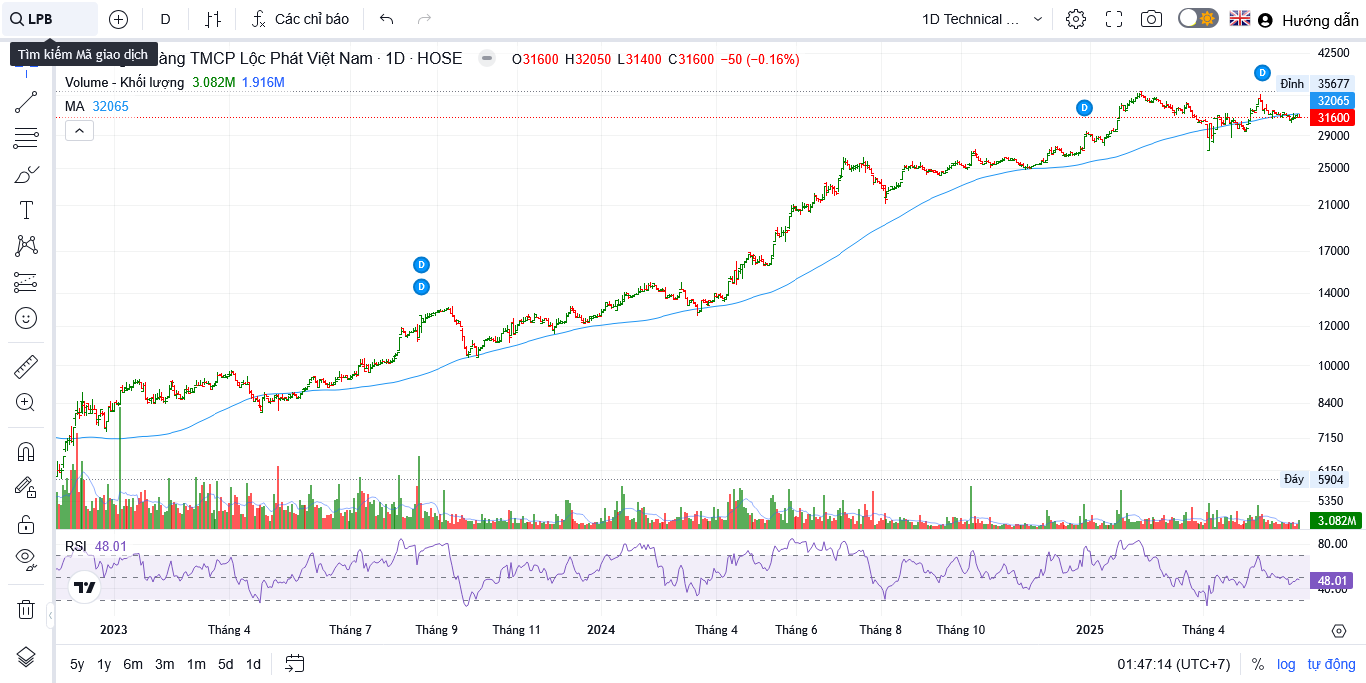 LPB
D
Các chỉ báo
1D Technical ...
Hướng dẫn
Tìm kiếm Mã giao dịch
àng TMCP Lộc Phát Việt Nam · 1D · HOSE
O31600 H32050 L31400 C31600 −50 (−0.16%)
Volume - Khối lượng 3.082M 1.916M
MA 32065
42500
Đỉnh 35677
32065
31600
29000
25000
21000
17000
14000
12000
10000
8400
7150
6150
Đáy 5904
5350
3.082M
D
D
D
D
RSI 48.01
80.00
48.01
40.00
2023 Tháng 4 Tháng 7 Tháng 9 Tháng 11 2024 Tháng 4 Tháng 6 Tháng 8 Tháng 10 2025 Tháng 4
5y 1y 6m 3m 1m 5d 1d
01:47:14 (UTC+7) % log tự động